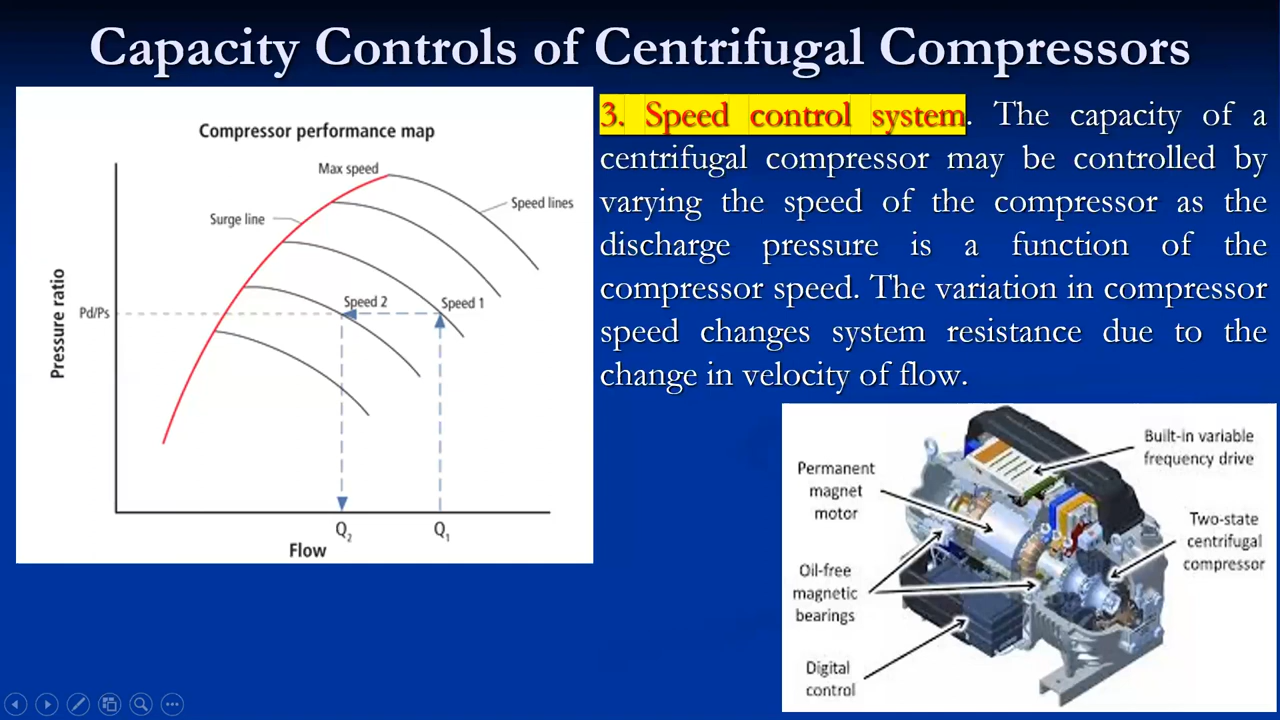 Capacity Controls of Centrifugal Compressors
Compressor performance map
Max speed
Speed lines
Surge line
Speed 2
Speed 1
Pd/Ps
Pressure ratio
Q2
Q1
Flow
3. Speed control system. The capacity of a
centrifugal compressor may be controlled by
varying the speed of the compressor as the
discharge pressure is a function of the
compressor speed. The variation in compressor
speed changes system resistance due to the
change in velocity of flow.
Built-in variable
frequency drive
Permanent
magnet
motor
Two-state
centrifugal
compressor
Oil-free
magnetic
bearings
Digital
control